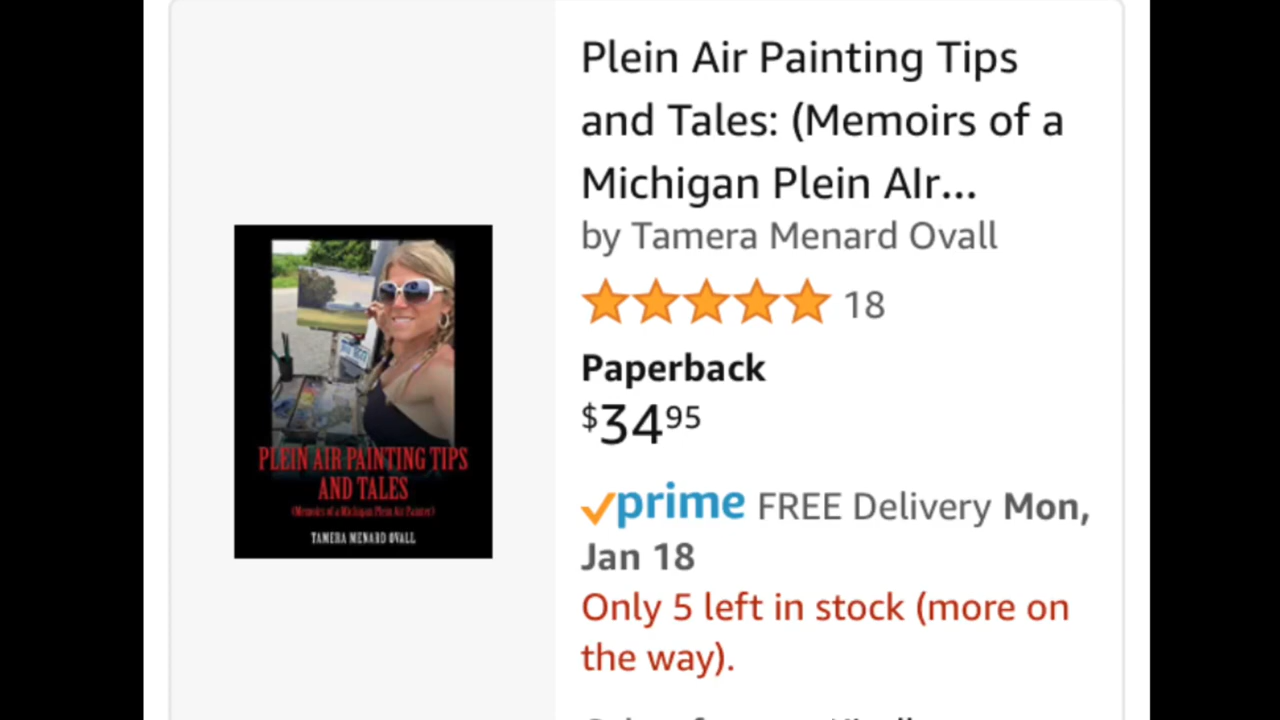 Plein Air Painting Tips
and Tales: (Memoirs of a
Michigan Plein AIr...
by Tamera Menard Ovall
18
Paperback
$3495
prime FREE Delivery Mon,
Jan 18
Only 5 left in stock (more on
the way).
PLEIN AIR PAINTING TIPS
AND TALES
(Memoirs of a Michigan Plein Air Painter)
TAMERA MENARD OVALL